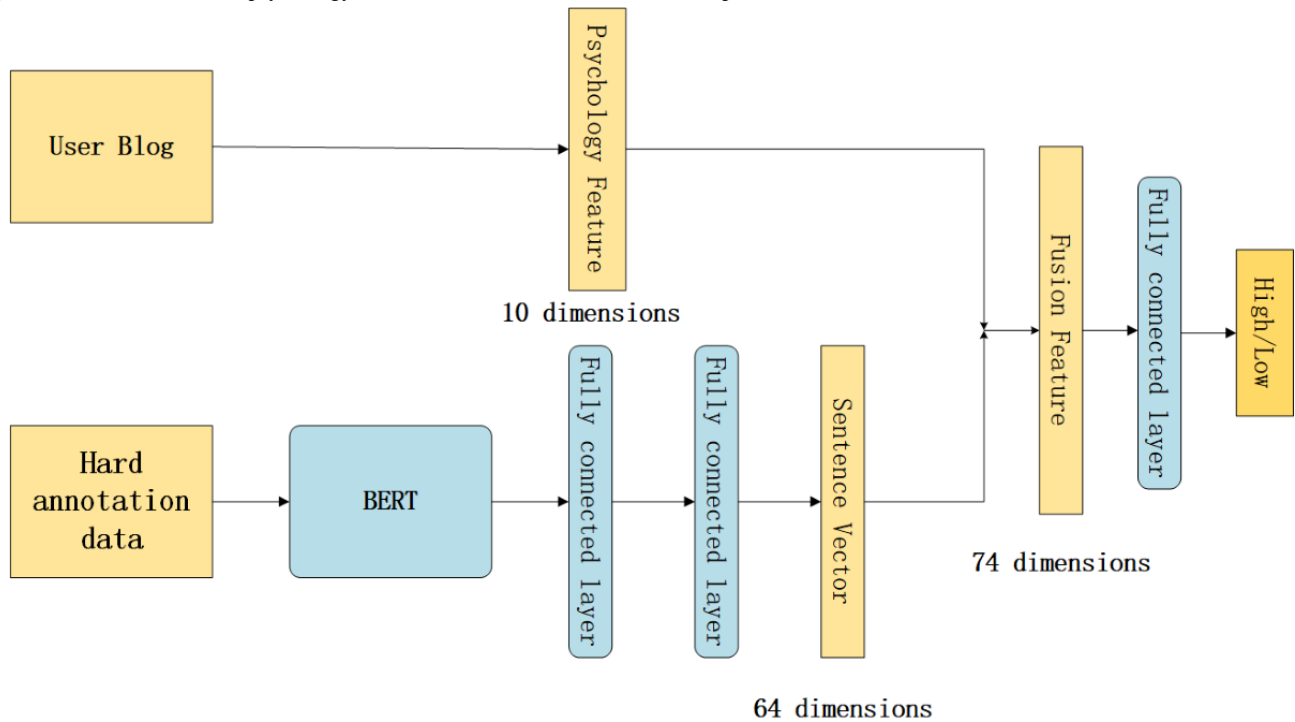 User Blog
Psychology Feature
10 dimensions
Hard
annotation
data
BERT
Fully connected layer
Fully connected layer
Sentence Vector
64 dimensions
Fusion Feature
74 dimensions
Fully connected layer
High/Low